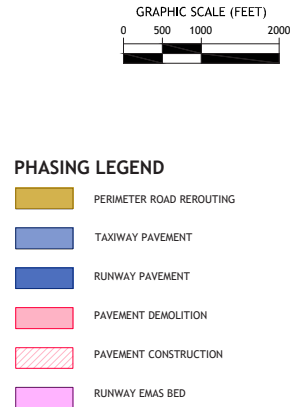 GRAPHIC SCALE (FEET)
0 500 1000 2000
PHASING LEGEND
PERIMETER ROAD REROUTING
TAXIWAY PAVEMENT
RUNWAY PAVEMENT
PAVEMENT DEMOLITION
PAVEMENT CONSTRUCTION
RUNWAY EMAS BED